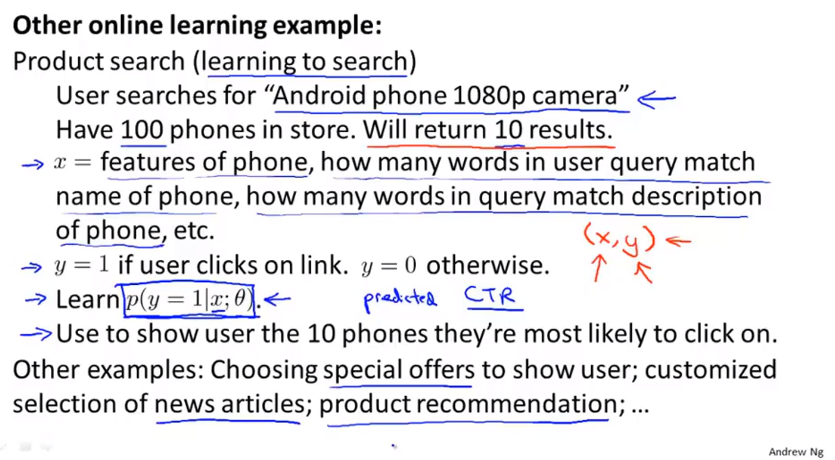 Other online learning example:
Product search (learning to search)
User searches for “Android phone 1080p camera”
Have 100 phones in store. Will return 10 results.
x = features of phone, how many words in user query match
name of phone, how many words in query match description
of phone, etc.
(x, y)
y = 1 if user clicks on link. y = 0 otherwise.
Learn p(y = 1|x; θ). predicted CTR
Use to show user the 10 phones they’re most likely to click on.
Other examples: Choosing special offers to show user; customized
selection of news articles; product recommendation; ...
Andrew Ng